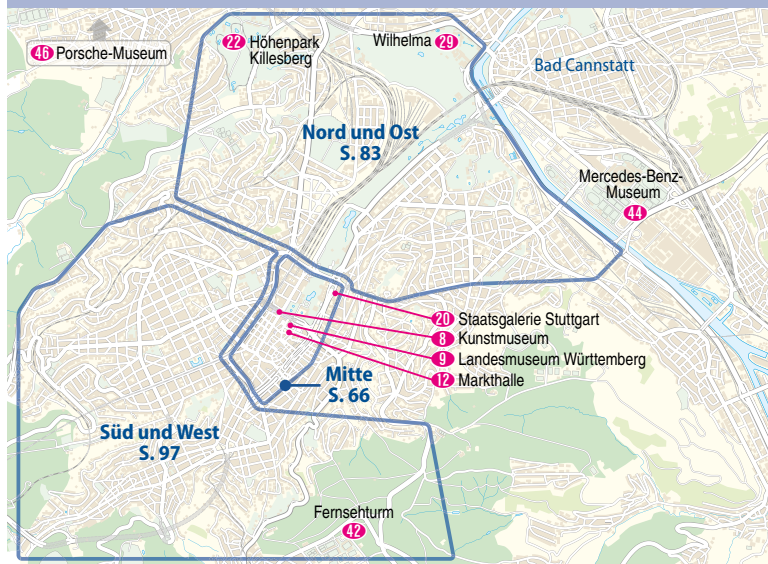 46 Porsche-Museum
22 Höhenpark
Killesberg
Wilhelma 29
Bad Cannstatt
Nord und Ost
S. 83
Mercedes-Benz-
Museum
44
20 Staatsgalerie Stuttgart
8 Kunstmuseum
9 Landesmuseum Württemberg
12 Markthalle
Mitte
S. 66
Süd und West
S. 97
Fernsehturm
42